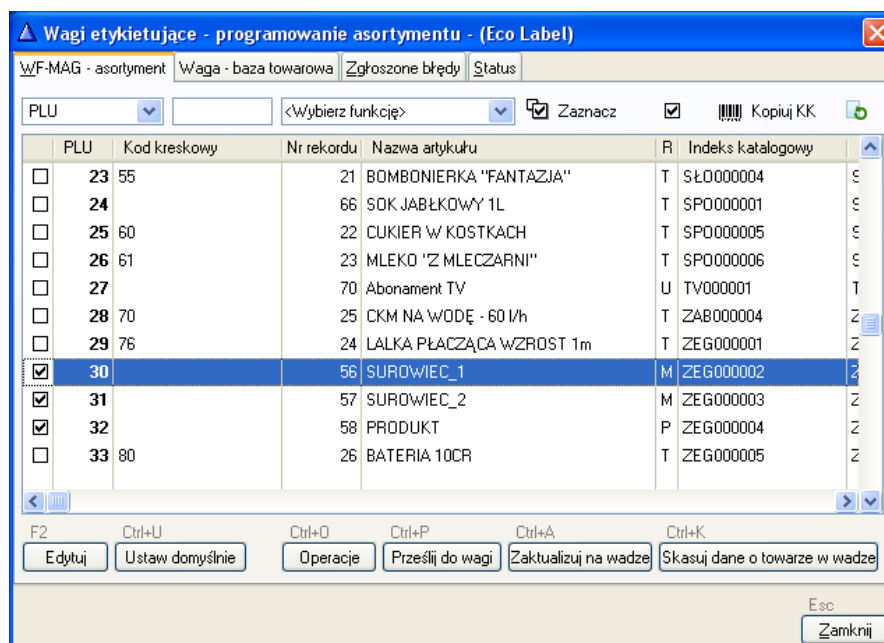 Wagi etykietujące - programowanie asortymentu - (Eco Label)
WF-MAG - asortyment Waga - baza towarowa Zgłoszone błędy Status
PLU <Wybierz funkcję> Zaznacz Kopiuj KK
PLU Kod kreskowy Nr rekordu Nazwa artykułu R Indeks katalogowy
23 55 21 BOMBONIERKA "FANTAZJA" T SŁO000004
24 66 SOK JABŁKOWY 1L T SPO000001
25 60 22 CUKIER W KOSTKACH T SPO000005
26 61 23 MLEKO "Z MLECZARNI" T SPO000006
27 70 Abonament TV U TV000001
28 70 25 CKM NA WODĘ - 60 l/h T ZAB000004
29 76 24 LALKA PŁACZĄCA WZROST 1m T ZEG000001
30 56 SUROWIEC_1 M ZEG000002
31 57 SUROWIEC_2 M ZEG000003
32 58 PRODUKT P ZEG000004
33 80 26 BATERIA 10CR T ZEG000005
F2 Ctrl+U Ctrl+O Ctrl+P Ctrl+A Ctrl+K
Edytuj Ustaw domyślnie Operacje Prześlij do wagi Zaktualizuj na wadze Skasuj dane o towarze w wadze
Esc
Zamknij